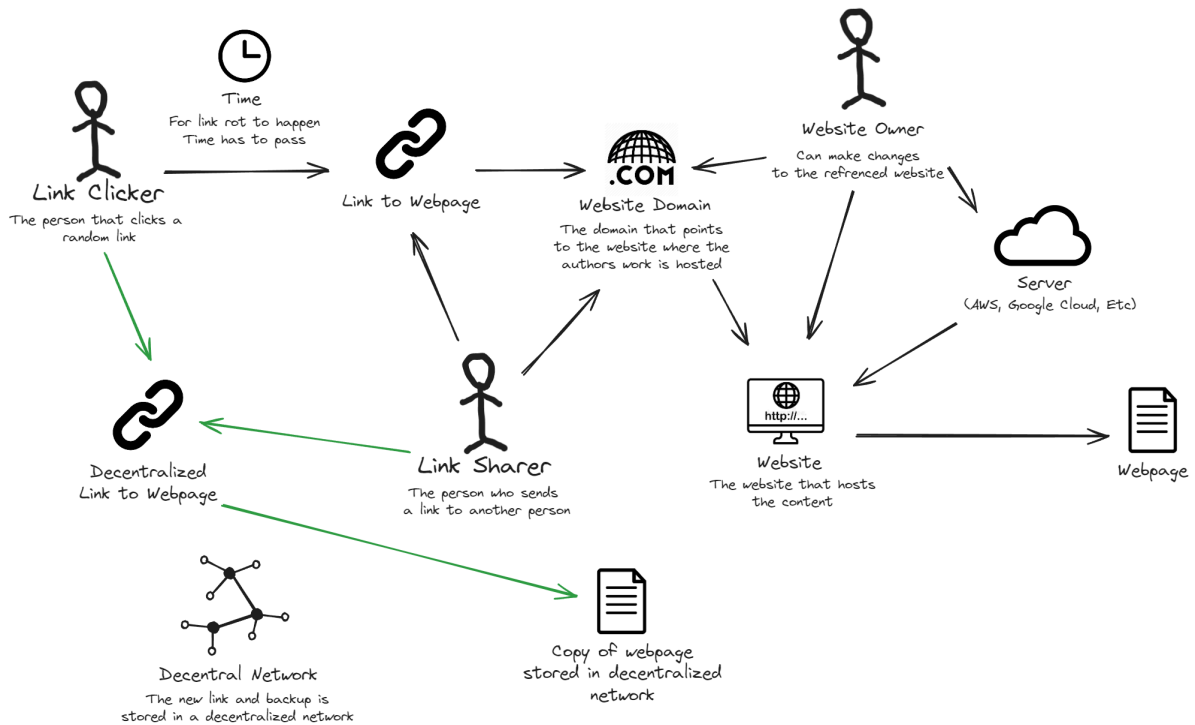 Time
For link rot to happen
Time has to pass
Link Clicker
The person that clicks a
random link
Link to Webpage
.COM
Website Domain
The domain that points
to the website where the
authors work is hosted
Website Owner
Can make changes
to the refrenced website
Server
(AWS, Google Cloud, Etc)
Decentralized
Link to Webpage
Link Sharer
The person who sends
a link to another person
http://...
Website
The website that hosts
the content
Webpage
Decentral Network
The new link and backup is
stored in a decentralized network
Copy of webpage
stored in decentralized
network